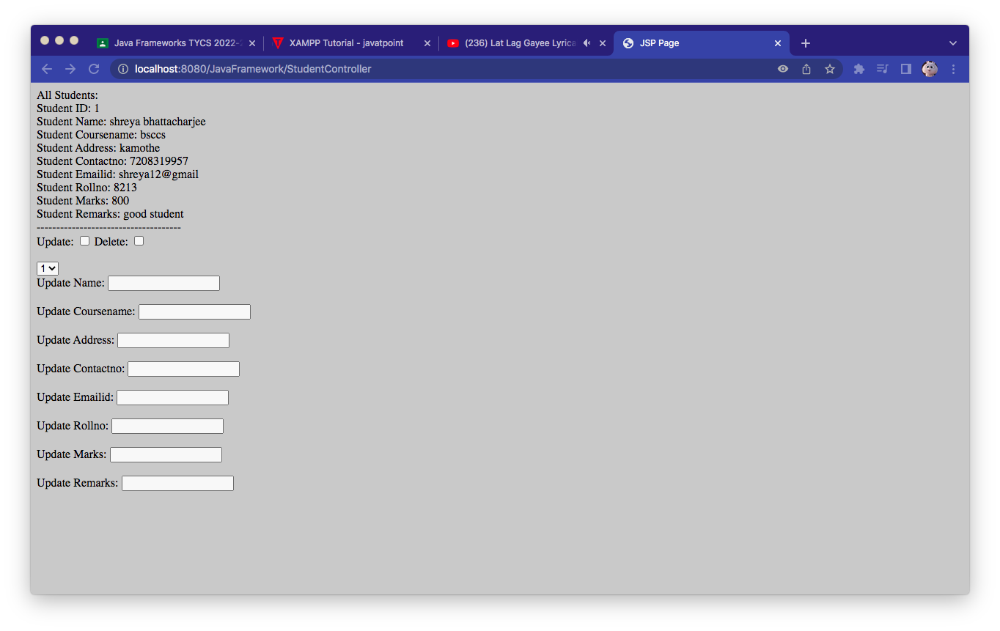 Java Frameworks TYCS 2022-
XAMPP Tutorial - javatpoint
(236) Lat Lag Gayee Lyrica
JSP Page
localhost:8080/JavaFramework/StudentController
All Students:
Student ID: 1
Student Name: shreya bhattacharjee
Student Coursename: bsccs
Student Address: kamothe
Student Contactno: 7208319957
Student Emailid: shreya12@gmail
Student Rollno: 8213
Student Marks: 800
Student Remarks: good student
-------------------------------------
Update: Delete:
1
Update Name:
Update Coursename:
Update Address:
Update Contactno:
Update Emailid:
Update Rollno:
Update Marks:
Update Remarks: